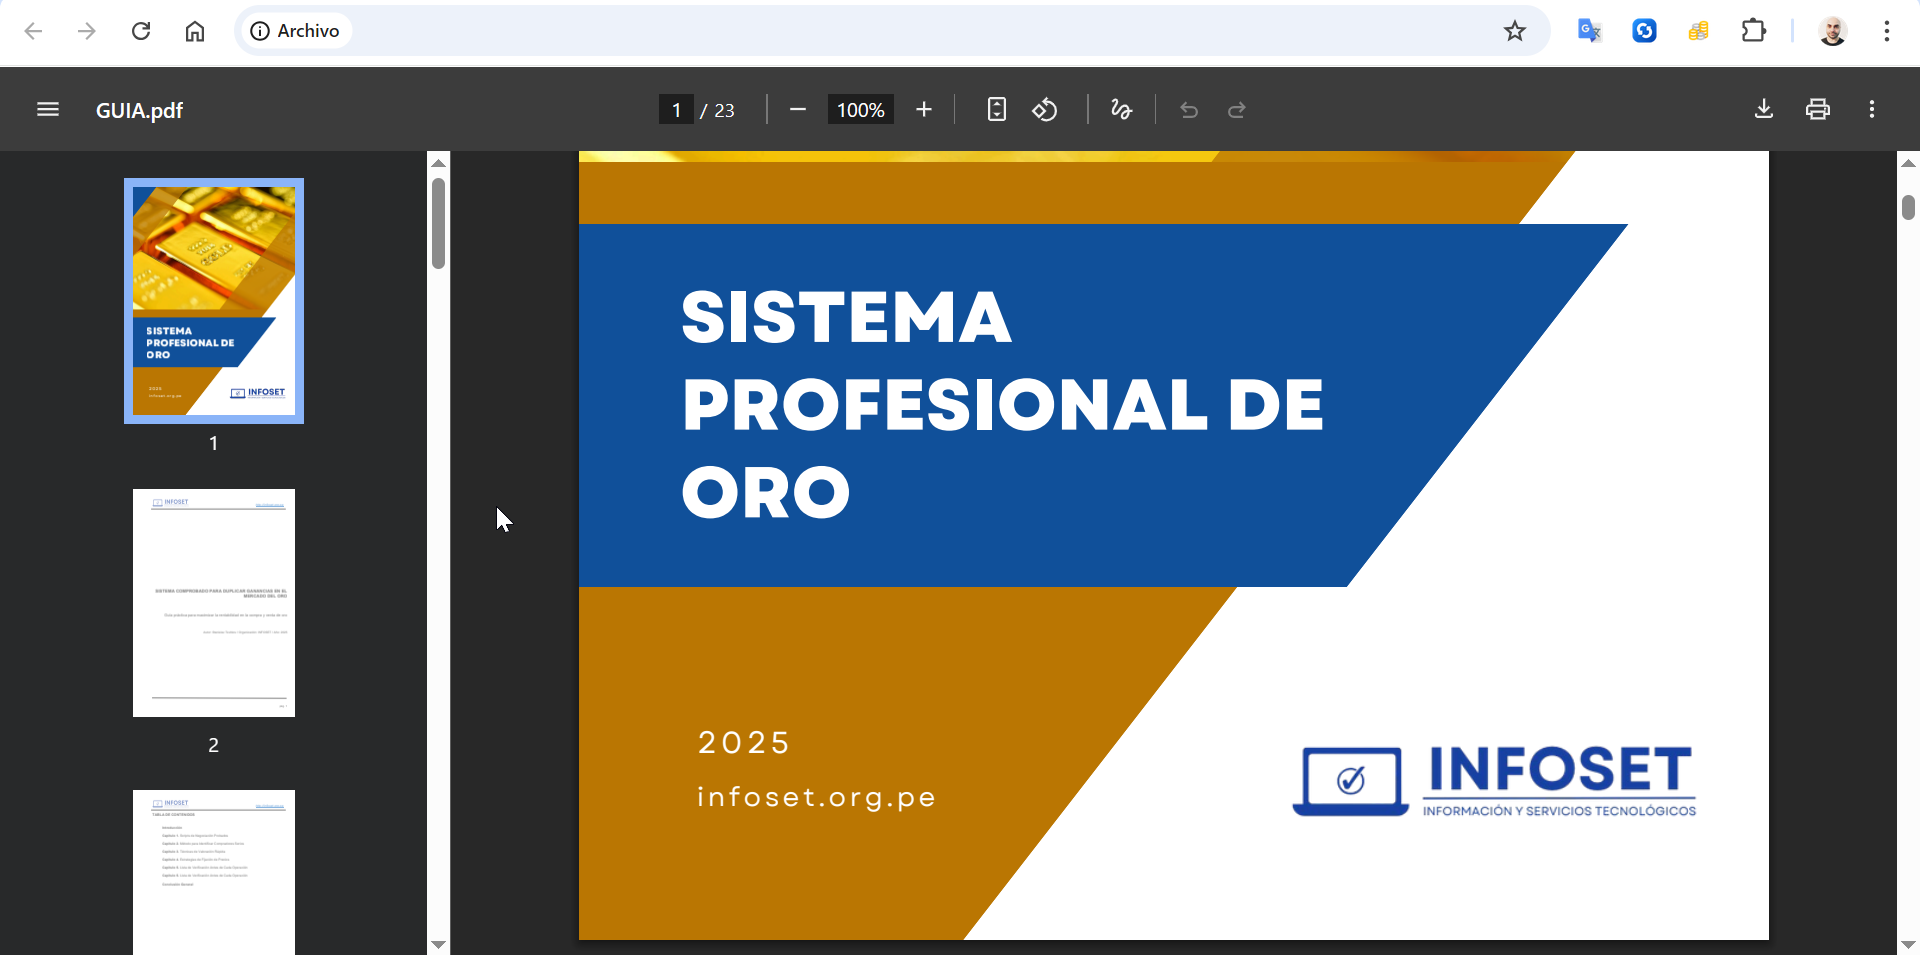 Archivo
GUIA.pdf
1 / 23
100%
SISTEMA
PROFESIONAL DE
ORO
2025
infoset.org.pe
INFOSET
1
INFOSET
SISTEMA COMPROBADO PARA DUPLICAR GANANCIAS EN EL
MERCADO DEL ORO
2
INFOSET
TABLA DE CONTENIDOS
SISTEMA
PROFESIONAL DE
ORO
2025
infoset.org.pe
INFOSET
INFORMACIÓN Y SERVICIOS TECNOLÓGICOS